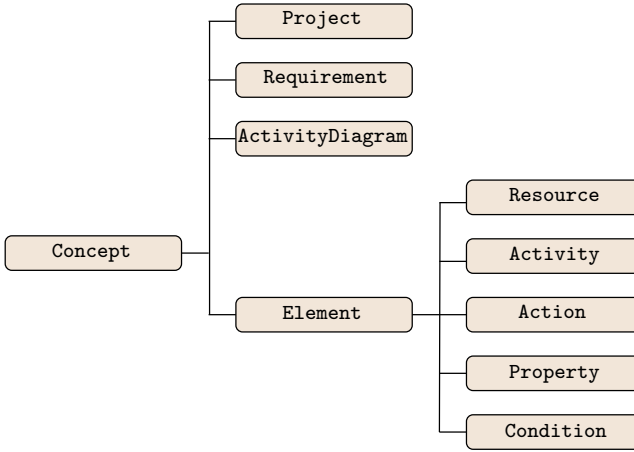 Project
Requirement
ActivityDiagram
Resource
Concept
Activity
Element
Action
Property
Condition